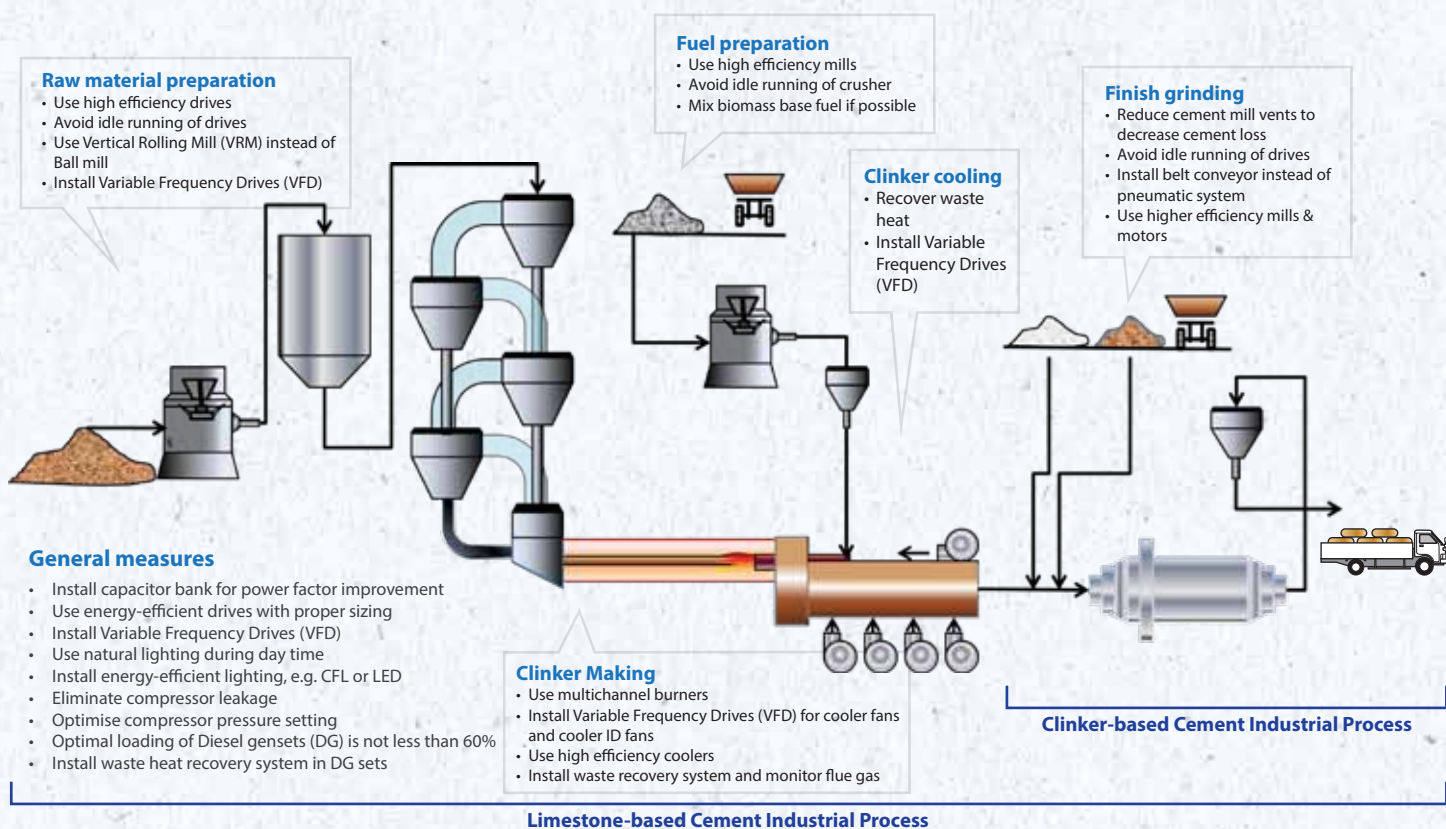 Raw material preparation
• Use high efficiency drives
• Avoid idle running of drives
• Use Vertical Rolling Mill (VRM) instead of
Ball mill
• Install Variable Frequency Drives (VFD)
Fuel preparation
• Use high efficiency mills
• Avoid idle running of crusher
• Mix biomass base fuel if possible
Clinker cooling
• Recover waste
heat
• Install Variable
Frequency Drives
(VFD)
Finish grinding
• Reduce cement mill vents to
decrease cement loss
• Avoid idle running of drives
• Install belt conveyor instead of
pneumatic system
• Use higher efficiency mills &
motors
General measures
• Install capacitor bank for power factor improvement
• Use energy-efficient drives with proper sizing
• Install Variable Frequency Drives (VFD)
• Use natural lighting during day time
• Install energy-efficient lighting, e.g. CFL or LED
• Eliminate compressor leakage
• Optimise compressor pressure setting
• Optimal loading of Diesel gensets (DG) is not less than 60%
• Install waste heat recovery system in DG sets
Clinker Making
• Use multichannel burners
• Install Variable Frequency Drives (VFD) for cooler fans
and cooler ID fans
• Use high efficiency coolers
• Install waste recovery system and monitor flue gas
Clinker-based Cement Industrial Process
Limestone-based Cement Industrial Process